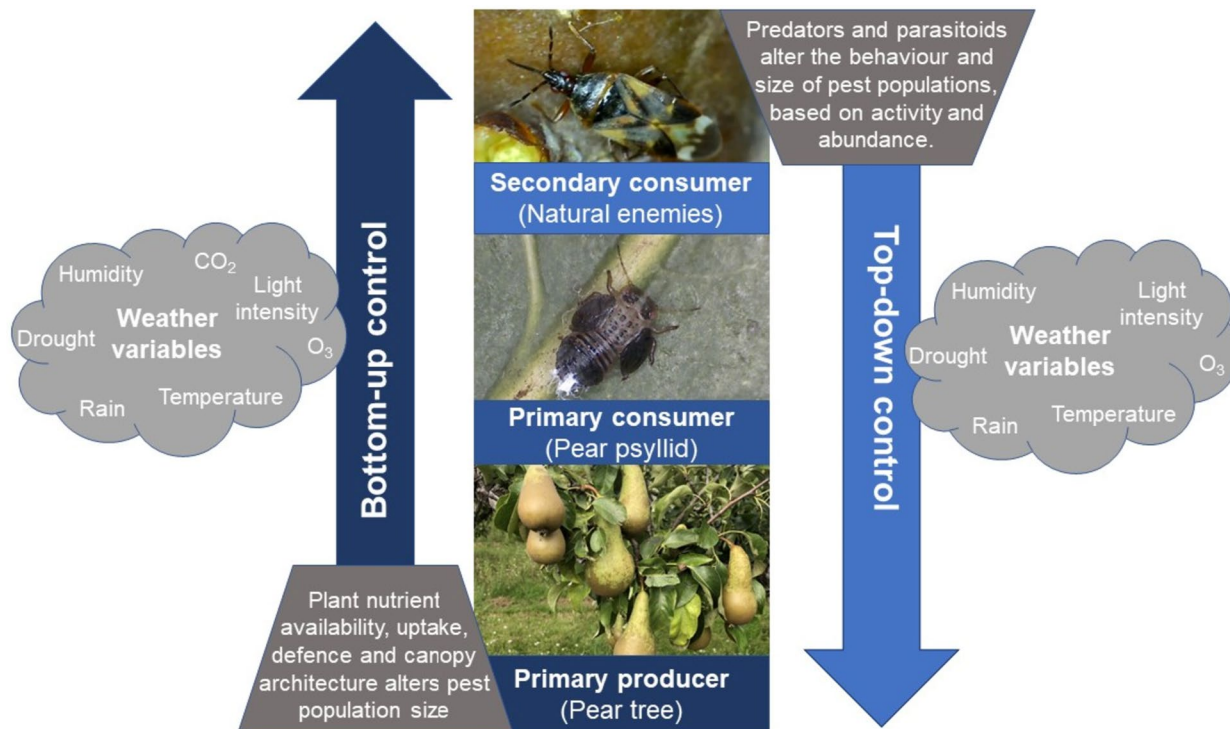 Predators and parasitoids
alter the behaviour and
size of pest populations,
based on activity and
abundance.
Secondary consumer
(Natural enemies)
Bottom-up control
Top-down control
Humidity
CO₂
Light
intensity
Drought
Weather
variables
O₃
Rain
Temperature
Humidity
Light
intensity
Drought
Weather
variables
O₃
Rain
Temperature
Primary consumer
(Pear psyllid)
Plant nutrient
availability, uptake,
defence and canopy
architecture alters pest
population size
Primary producer
(Pear tree)